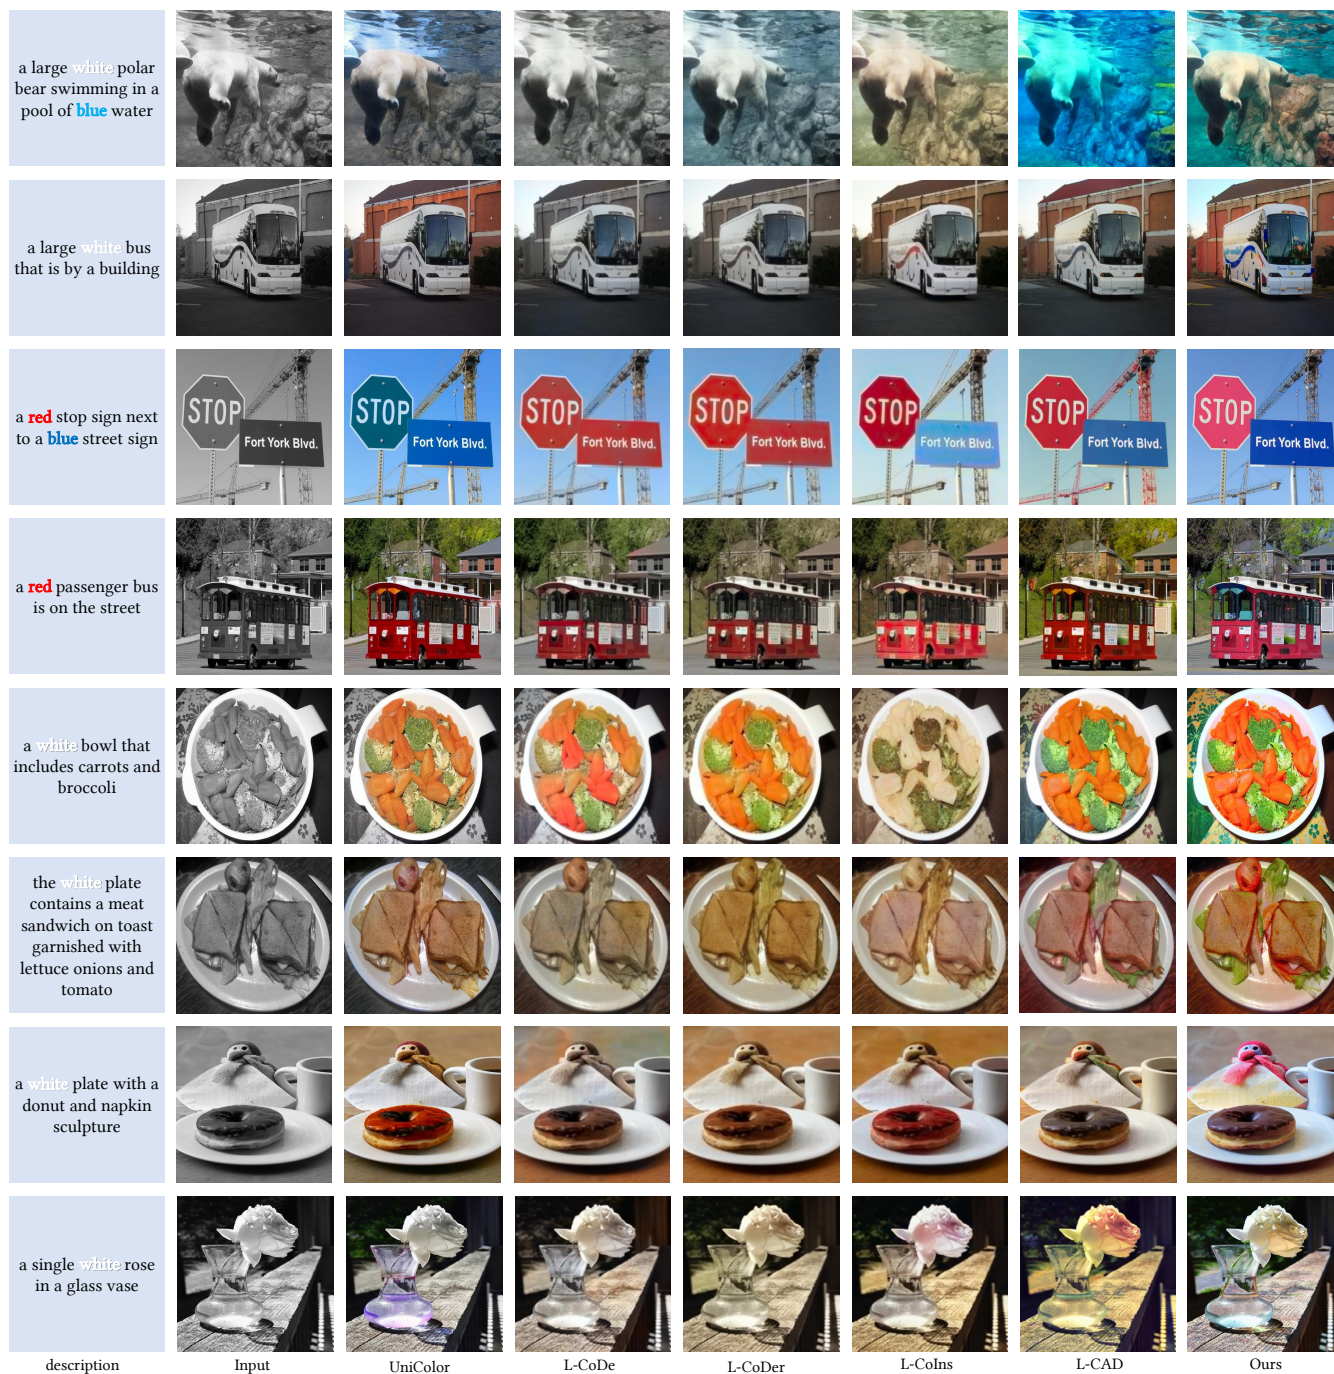 a large white polar
bear swimming in a
pool of blue water
a large white bus
that is by a building
a red stop sign next
to a blue street sign
STOP
Fort York Blvd.
STOP
Fort York Blvd.
STOP
Fort York Blvd.
STOP
Fort York Blvd.
STOP
Fort York Blvd.
STOP
Fort York Blvd.
STOP
Fort York Blvd.
a red passenger bus
is on the street
a white bowl that
includes carrots and
broccoli
the white plate
contains a meat
sandwich on toast
garnished with
lettuce onions and
tomato
a white plate with a
donut and napkin
sculpture
a single white rose
in a glass vase
description
Input
UniColor
L-CoDe
L-CoDer
L-CoIns
L-CAD
Ours